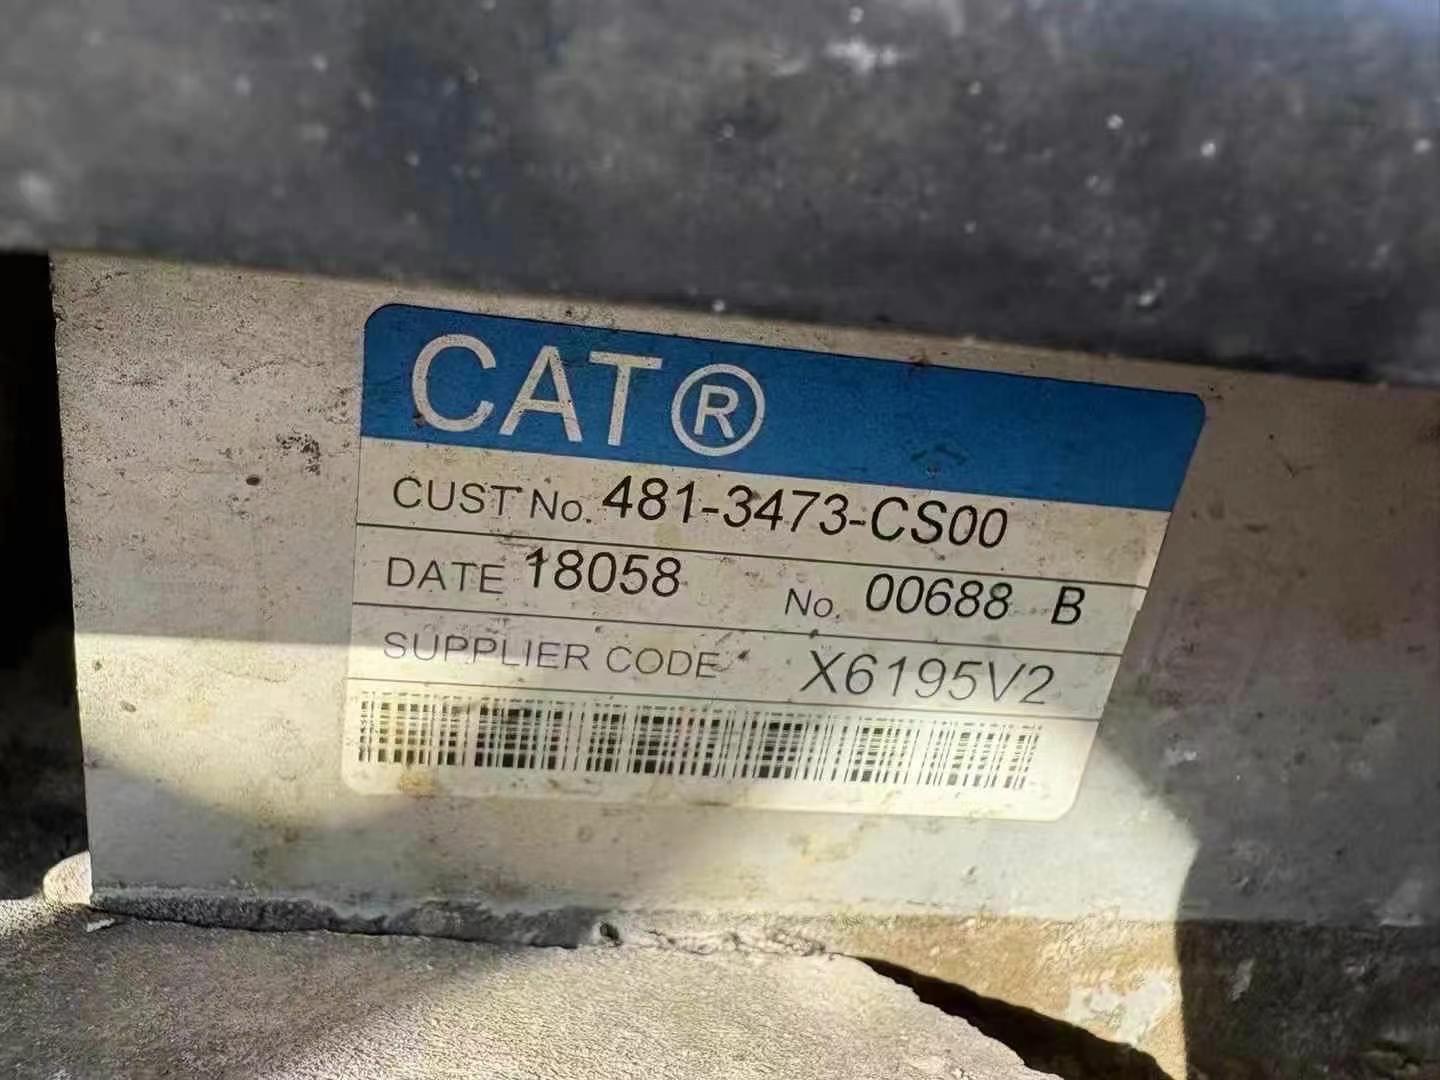 CAT®
CUST No. 481-3473-CS00
DATE 18058 No. 00688 B
SUPPLIER CODE X6195V2